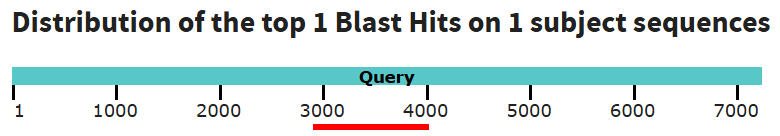 Distribution of the top 1 Blast Hits on 1 subject sequences
Query
1 1000 2000 3000 4000 5000 6000 7000